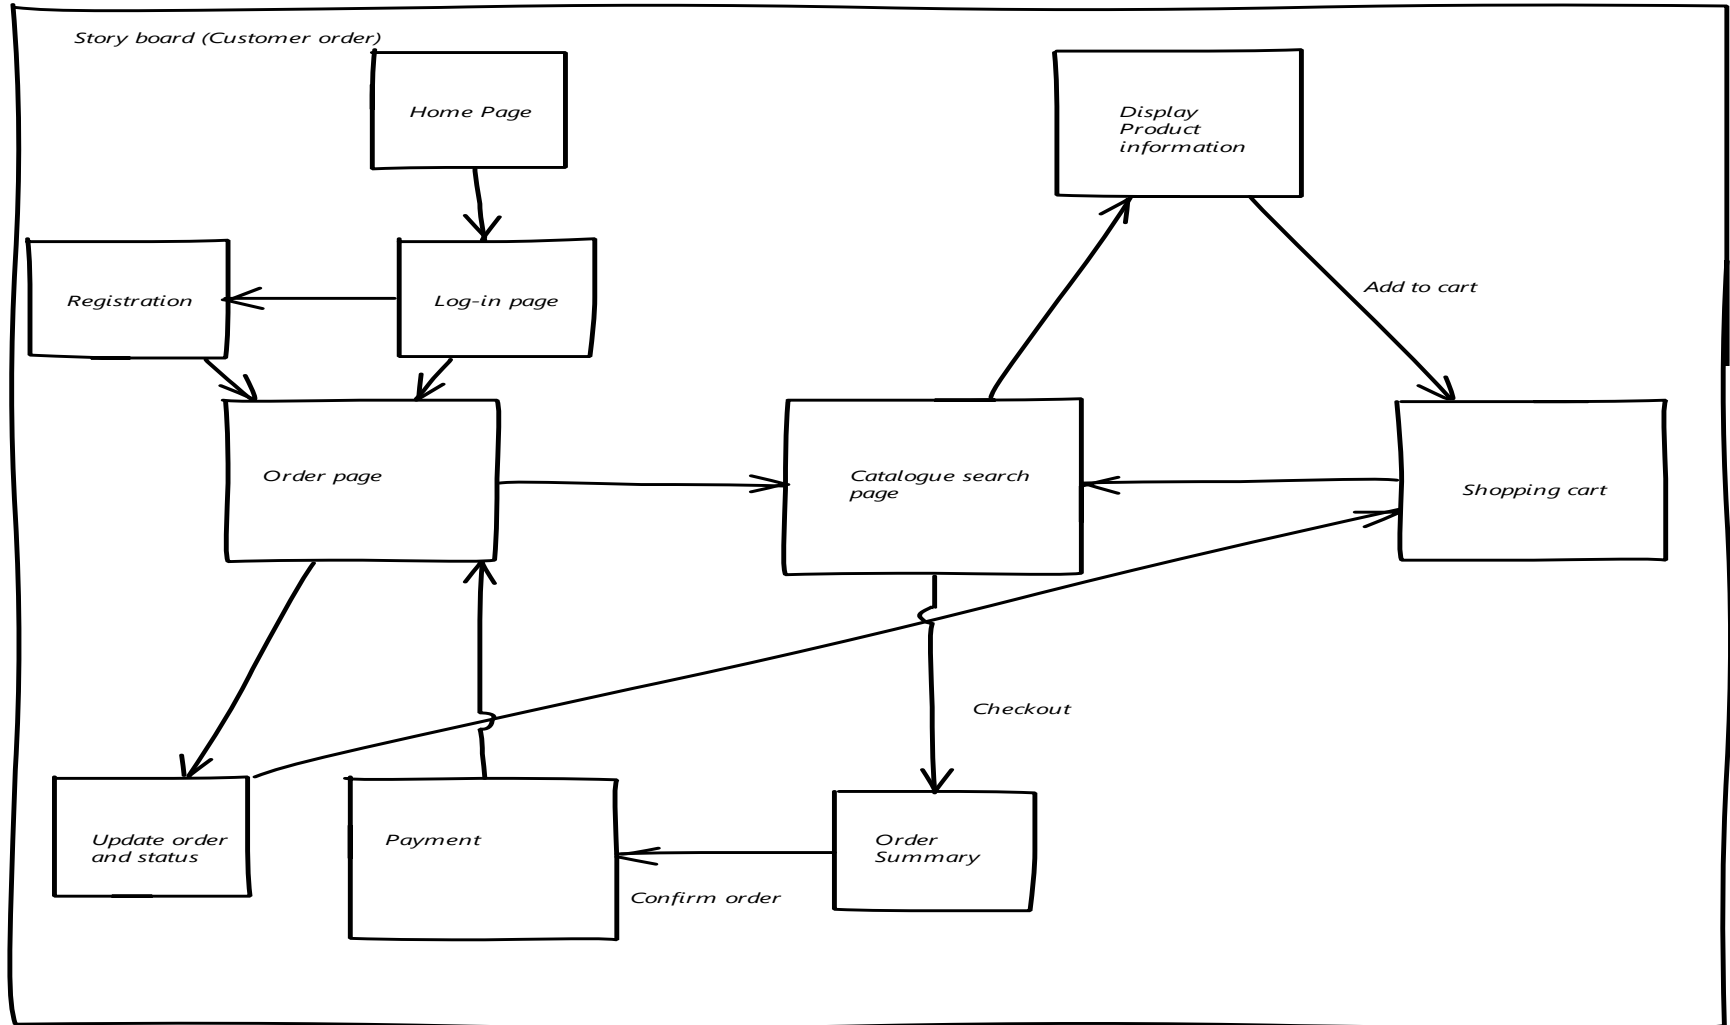 Story board (Customer order)
Home Page
Display
Product
information
Add to cart
Registration
Log-in page
Order page
Catalogue search
page
Shopping cart
Checkout
Update order
and status
Payment
Order
Summary
Confirm order